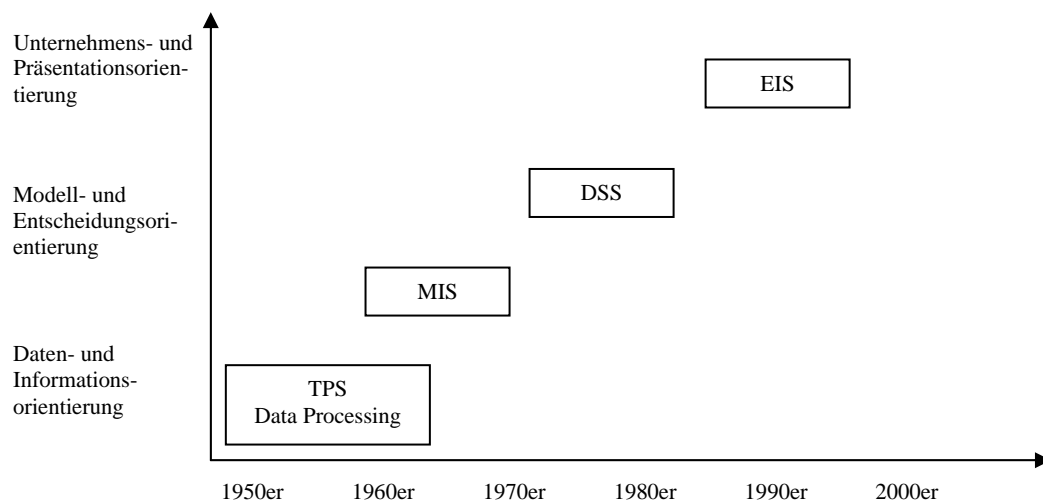 Unternehmens- und
Präsentationsorien-
tierung
EIS
Modell- und
Entscheidungsori-
entierung
DSS
MIS
Daten- und
Informations-
orientierung
TPS
Data Processing
1950er 1960er 1970er 1980er 1990er 2000er